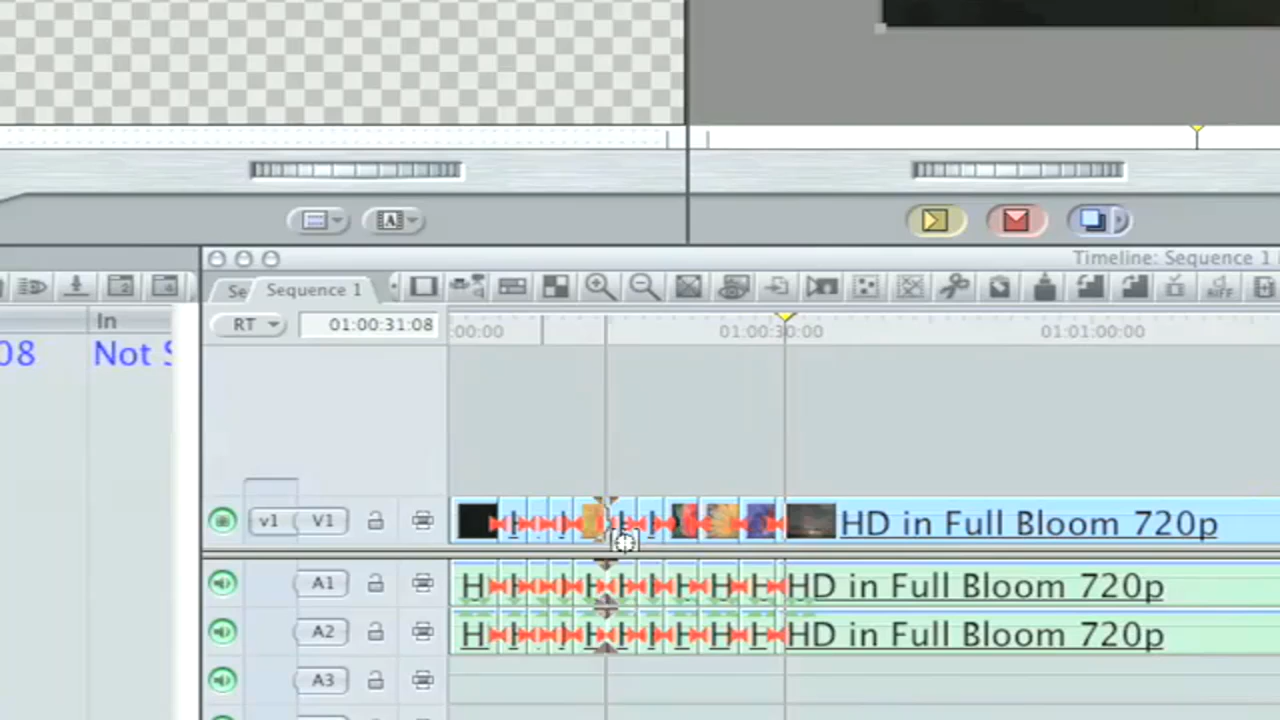 A
Timeline: Sequence 1
Se
Sequence 1
In
RT
01:00:31:08
:00:00
01:00:30:00
01:01:00:00
08
Not S
v1
V1
HD in Full Bloom 720p
A1
H
HD in Full Bloom 720p
A2
H
HD in Full Bloom 720p
A3